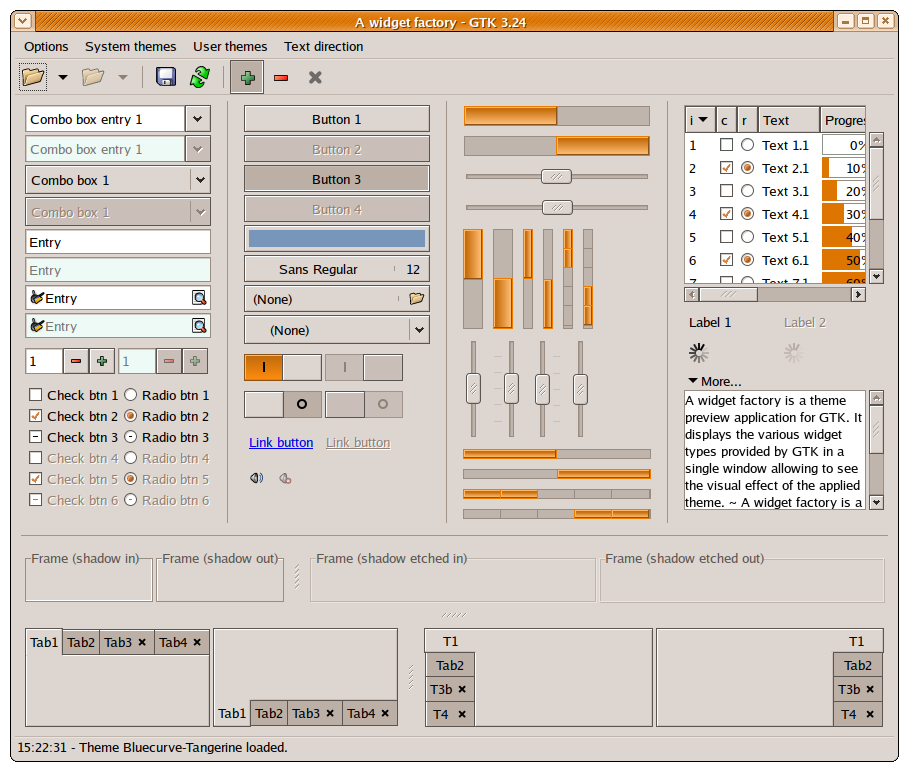 A widget factory - GTK 3.24
Options System themes User themes Text direction
Combo box entry 1
Combo box entry 1
Combo box 1
Combo box 1
Entry
Entry
Entry
Entry
1 1
Check btn 1 Radio btn 1
Check btn 2 Radio btn 2
Check btn 3 Radio btn 3
Check btn 4 Radio btn 4
Check btn 5 Radio btn 5
Check btn 6 Radio btn 6
Button 1
Button 2
Button 3
Button 4
Sans Regular 12
(None)
(None)
Link button Link button
i c r Text Progres
1 Text 1.1 0%
2 Text 2.1 10%
3 Text 3.1 20%
4 Text 4.1 30%
5 Text 5.1 40%
6 Text 6.1 50%
7 Text 7.1 60%
Label 1 Label 2
More...
A widget factory is a theme
preview application for GTK. It
displays the various widget
types provided by GTK in a
single window allowing to see
the visual effect of the applied
theme. ~ A widget factory is a
Frame (shadow in) Frame (shadow out) Frame (shadow etched in) Frame (shadow etched out)
Tab1 Tab2 Tab3 Tab4
Tab1 Tab2 Tab3 Tab4
T1
Tab2
T3b
T4
T1
Tab2
T3b
T4
15:22:31 - Theme Bluecurve-Tangerine loaded.